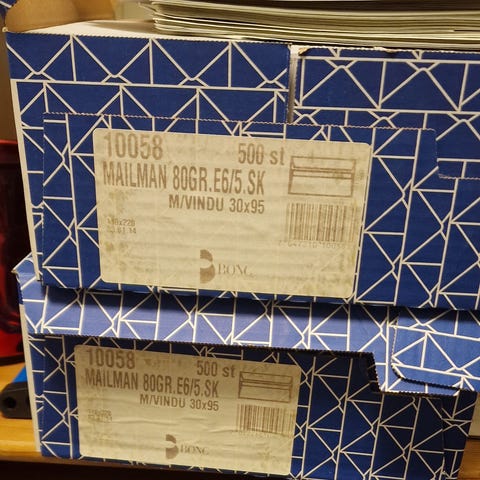 10058 500 st
MAILMAN 80GR.E6/5.SK
M/VINDU 30x95
BONG
10058 500 st
MAILMAN 80GR.E6/5.SK
M/VINDU 30x95
BONG